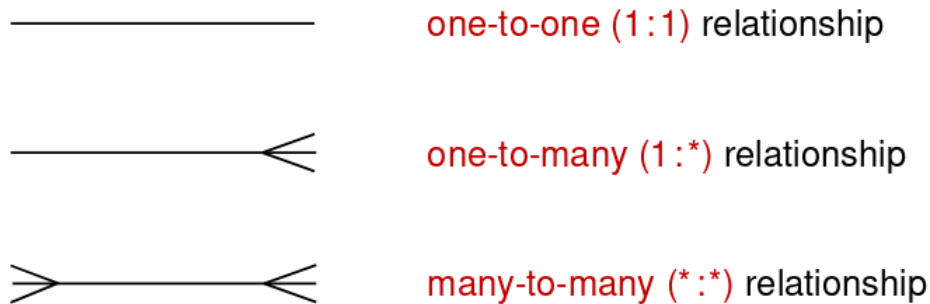 one-to-one (1:1) relationship
one-to-many (1:*) relationship
many-to-many (*:*) relationship